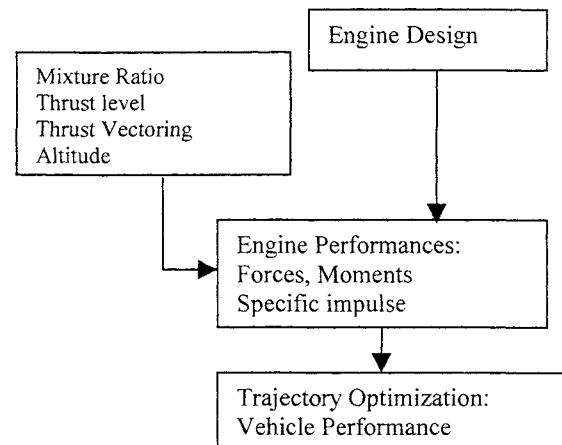 Engine Design
Mixture Ratio
Thrust level
Thrust Vectoring
Altitude
Engine Performances:
Forces, Moments
Specific impulse
Trajectory Optimization:
Vehicle Performance